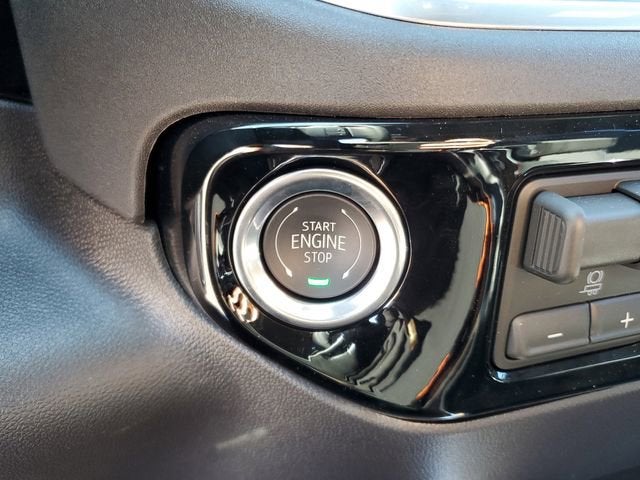 START
ENGINE
STOP
- +